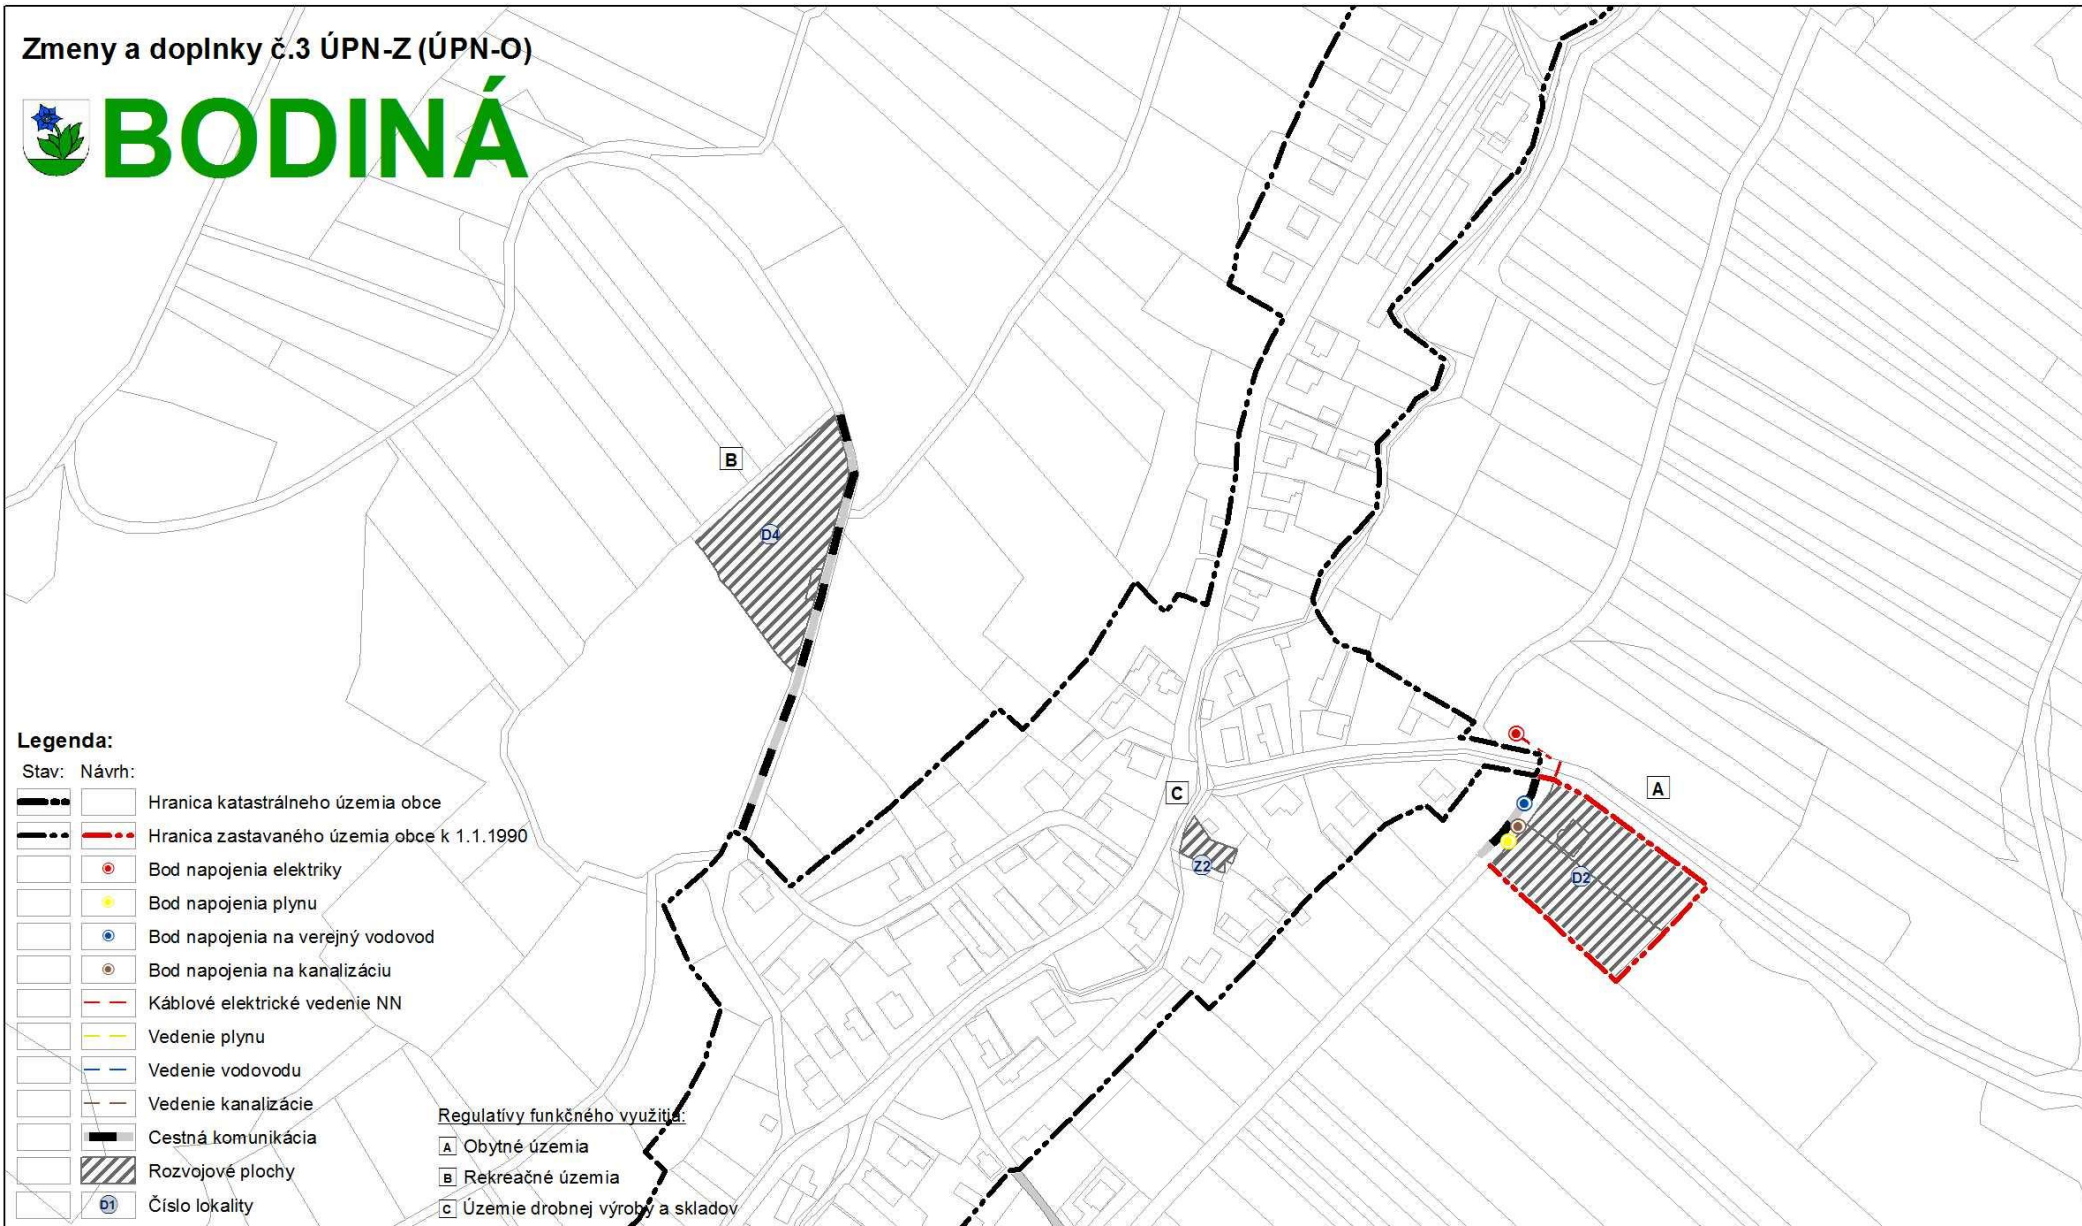 Zmeny a doplnky č.3 ÚPN-Z (ÚPN-O)
BODINÁ
B
D4
A
C
Z2
D2
Legenda:
Stav: Návrh:
Hranica katastrálneho územia obce
Hranica zastavaného územia obce k 1.1.1990
Bod napojenia elektriky
Bod napojenia plynu
Bod napojenia na verejný vodovod
Bod napojenia na kanalizáciu
Káblové elektrické vedenie NN
Vedenie plynu
Vedenie vodovodu
Vedenie kanalizácie
Cestná komunikácia
Rozvojové plochy
D1 Číslo lokality
Regulatívy funkčného využitia:
A Obytné územia
B Rekreačné územia
C Územie drobnej výroby a skladov